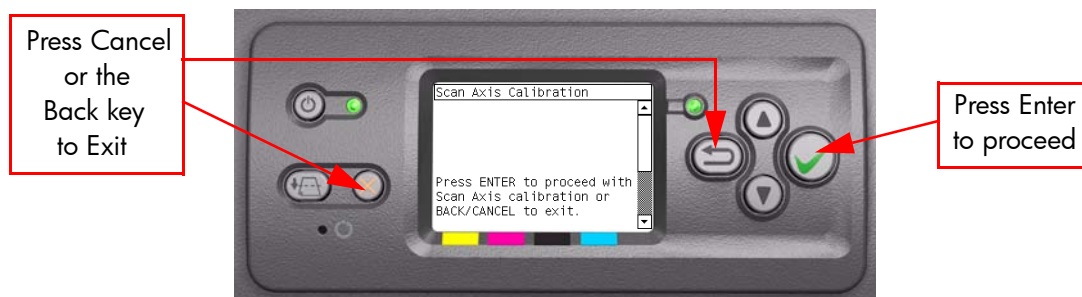 Press Cancel
or the
Back key
to Exit
Scan Axis Calibration
Press ENTER to proceed with
Scan Axis calibration or
BACK/CANCEL to exit.
Press Enter
to proceed